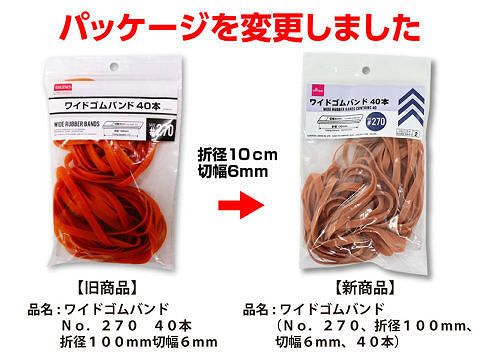 パッケージを変更しました
ワイドゴムバンド 40本
WIDE RUBBER BANDS
#270
ワイドゴムバンド 40本
WIDE RUBBER BANDS CONTAINS 40
#270
2
折径10cm
切幅6mm
【旧商品】
品名：ワイドゴムバンド
No．270　40本
折径100mm切幅6mm
【新商品】
品名：ワイドゴムバンド
（No．270、折径100mm、
切幅6mm、40本）